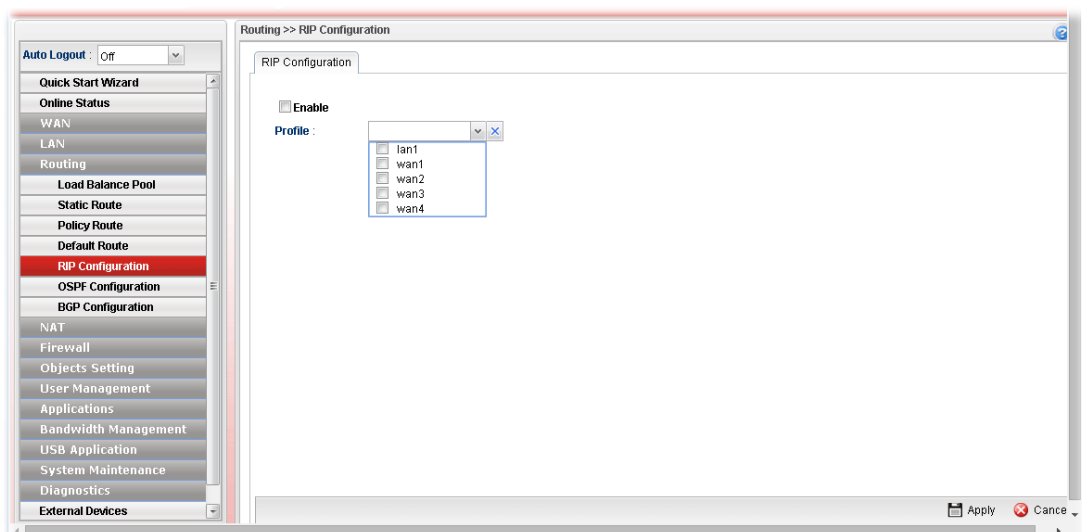 Routing >> RIP Configuration
Auto Logout : Off
Quick Start Wizard
Online Status
WAN
LAN
Routing
Load Balance Pool
Static Route
Policy Route
Default Route
RIP Configuration
OSPF Configuration
BGP Configuration
NAT
Firewall
Objects Setting
User Management
Applications
Bandwidth Management
USB Application
System Maintenance
Diagnostics
External Devices
RIP Configuration
Enable
Profile :
lan1
wan1
wan2
wan3
wan4
Apply Cance